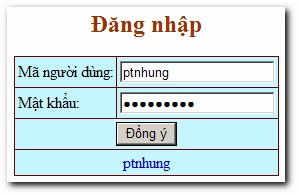 Đăng nhập
Mã người dùng: ptnhung
Mật khẩu: •••••••••
Đồng ý
ptnhung